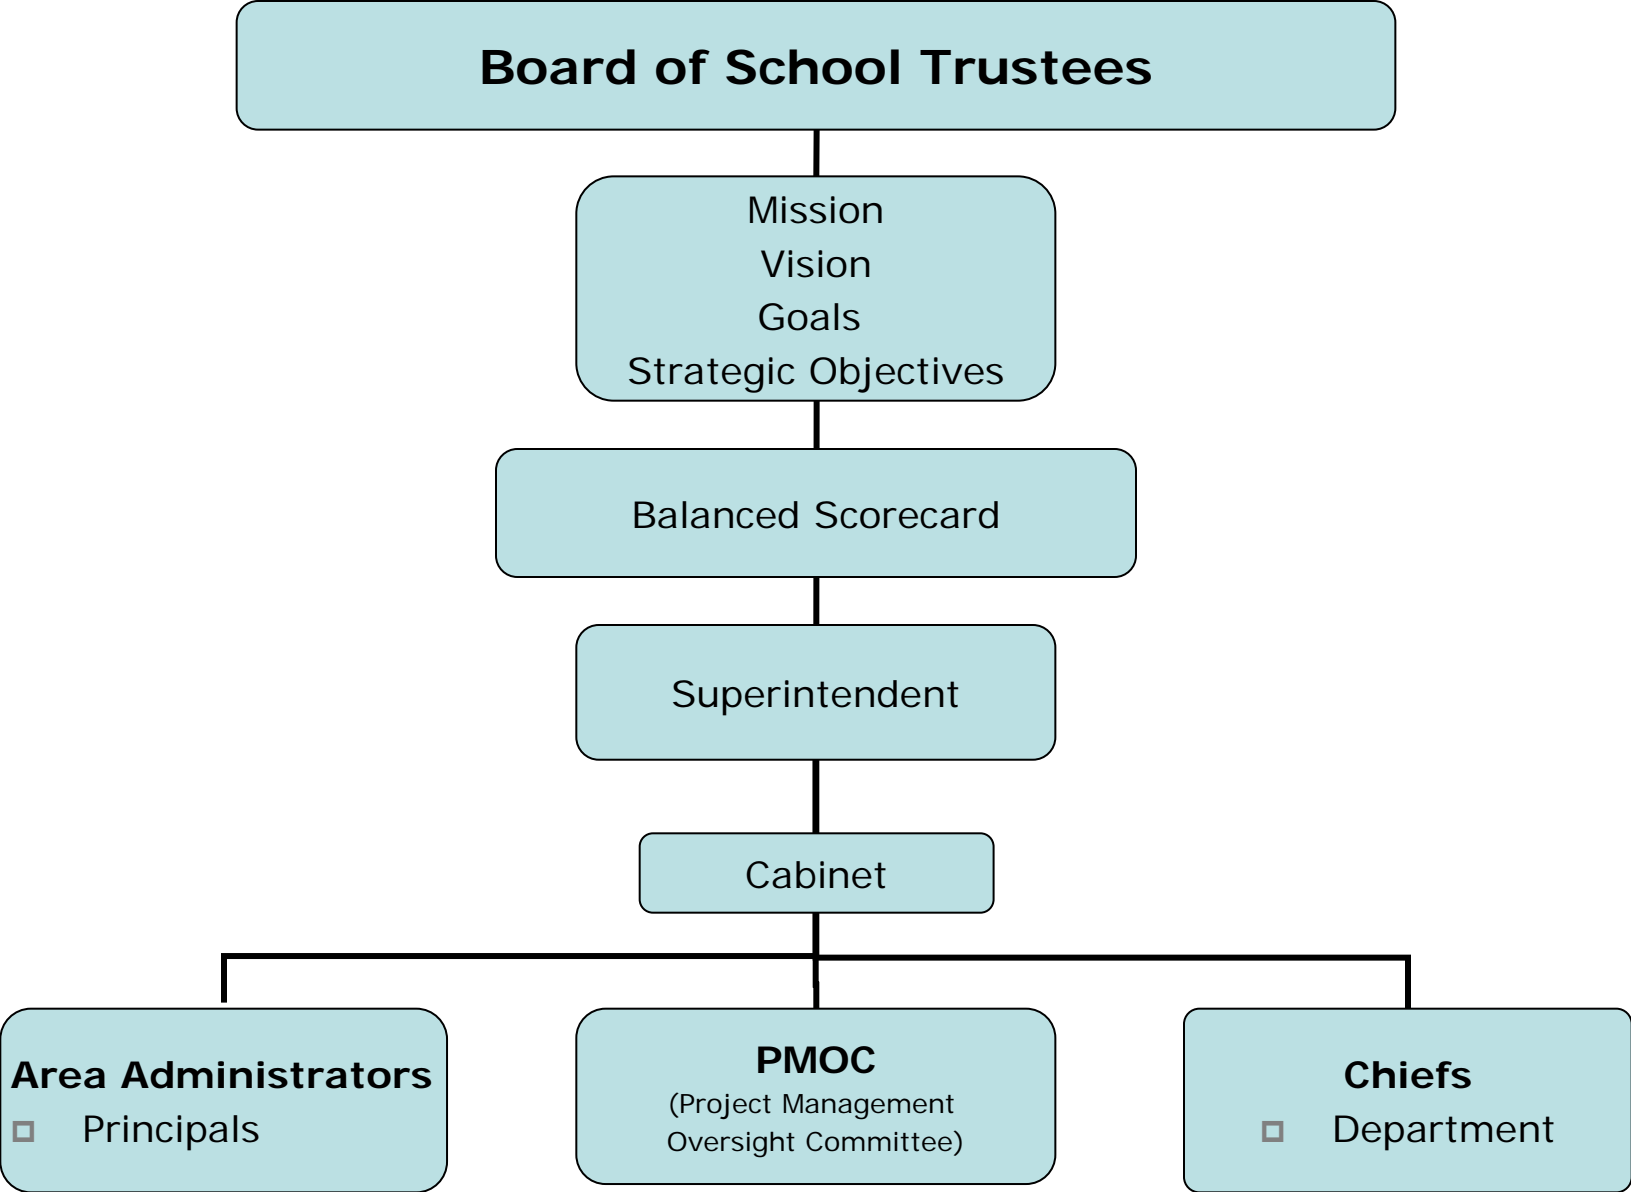 Board of School Trustees
Mission
Vision
Goals
Strategic Objectives
Balanced Scorecard
Superintendent
Cabinet
Area Administrators
Principals
PMOC
(Project Management
Oversight Committee)
Chiefs
Department